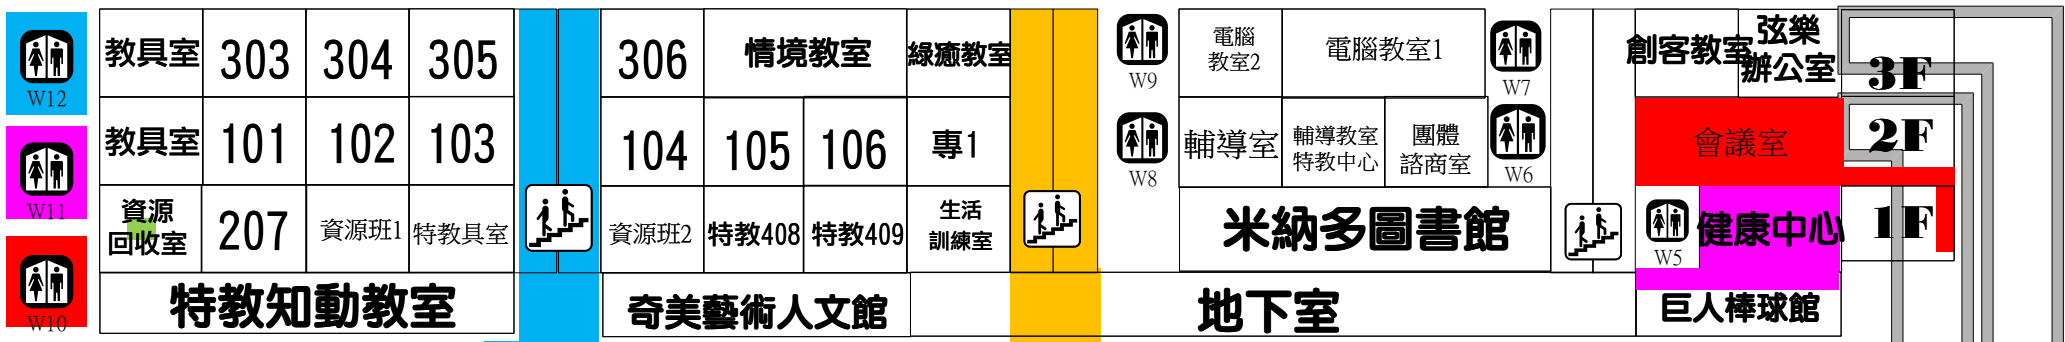 教具室 303 304 305 306 情境教室 綠癒教室 電腦 電腦教室1 創客教室 弦樂 3F
教室2 辦公室
W12 W9 W7
教具室 101 102 103 104 105 106 專1 輔導室 輔導教室 團體 會議室 2F
特教中心 諮商室
W11 W8 W6
資源 207 資源班1 特教具室 資源班2 特教408 特教409 生活 米納多圖書館 健康中心 1F
回收室 訓練室
W5
W10 特教知動教室 奇美藝術人文館 地下室 巨人棒球館